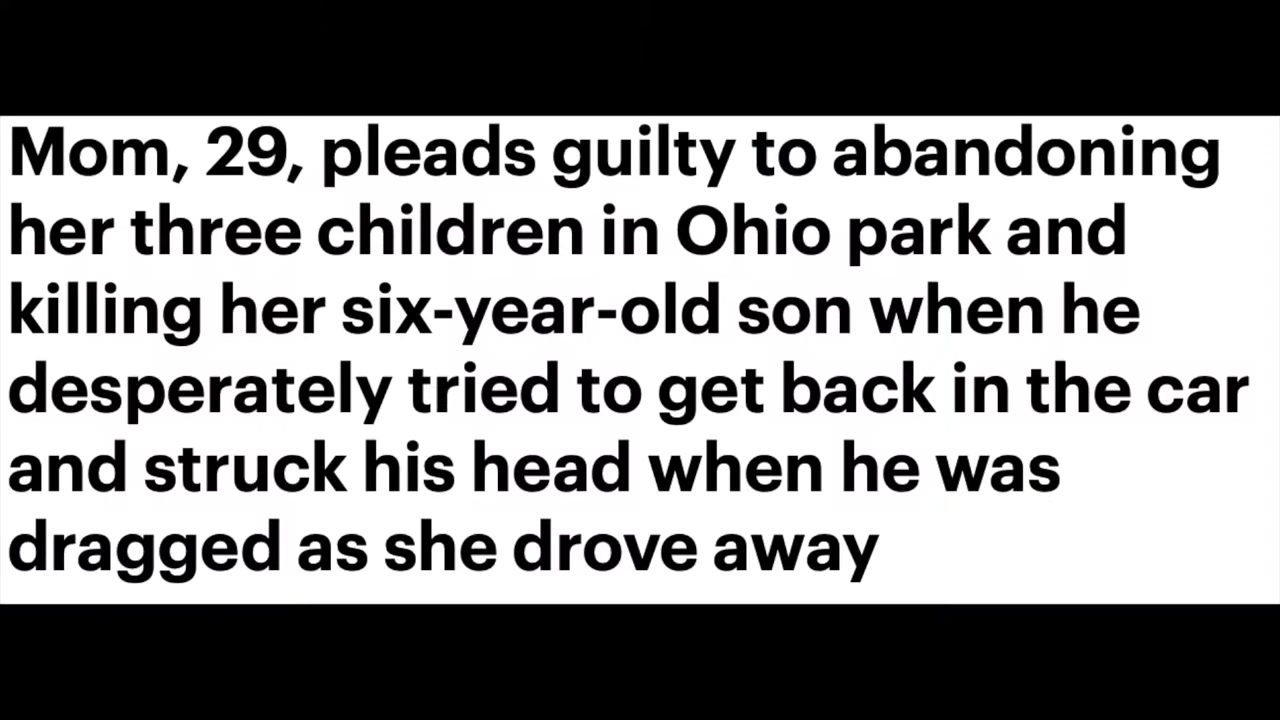 Mom, 29, pleads guilty to abandoning
her three children in Ohio park and
killing her six-year-old son when he
desperately tried to get back in the car
and struck his head when he was
dragged as she drove away